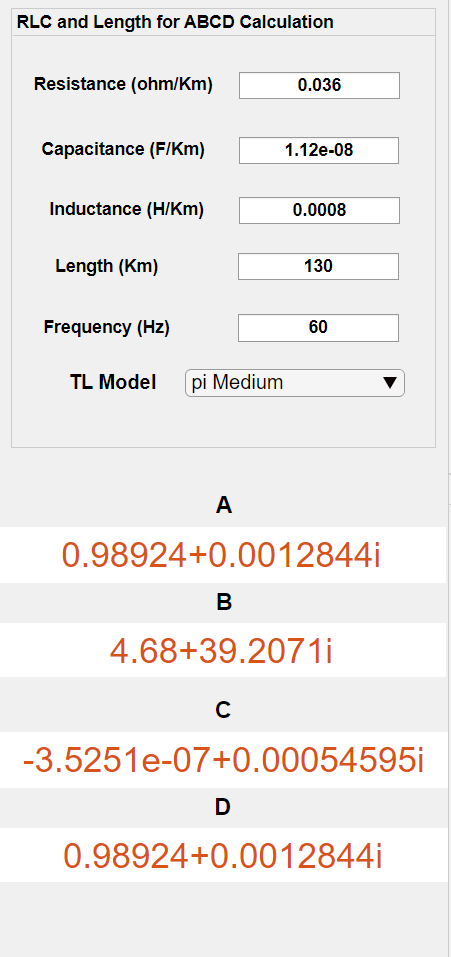 RLC and Length for ABCD Calculation
Resistance (ohm/Km) 0.036
Capacitance (F/Km) 1.12e-08
Inductance (H/Km) 0.0008
Length (Km) 130
Frequency (Hz) 60
TL Model pi Medium
A
0.98924+0.0012844i
B
4.68+39.2071i
C
-3.5251e-07+0.00054595i
D
0.98924+0.0012844i